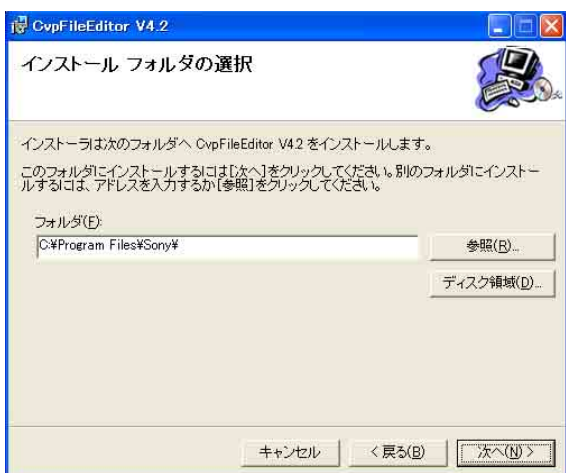 CvpFileEditor V4.2
インストール フォルダの選択
インストーラは次のフォルダへ CvpFileEditor V4.2 をインストールします。
このフォルダにインストールするには[次へ]をクリックしてください。別のフォルダにインストー
ルするには、アドレスを入力するか[参照]をクリックしてください。
フォルダ(F):
C:¥Program Files¥Sony¥
参照(R)...
ディスク領域(D)...
キャンセル
< 戻る(B)
次へ(N) >